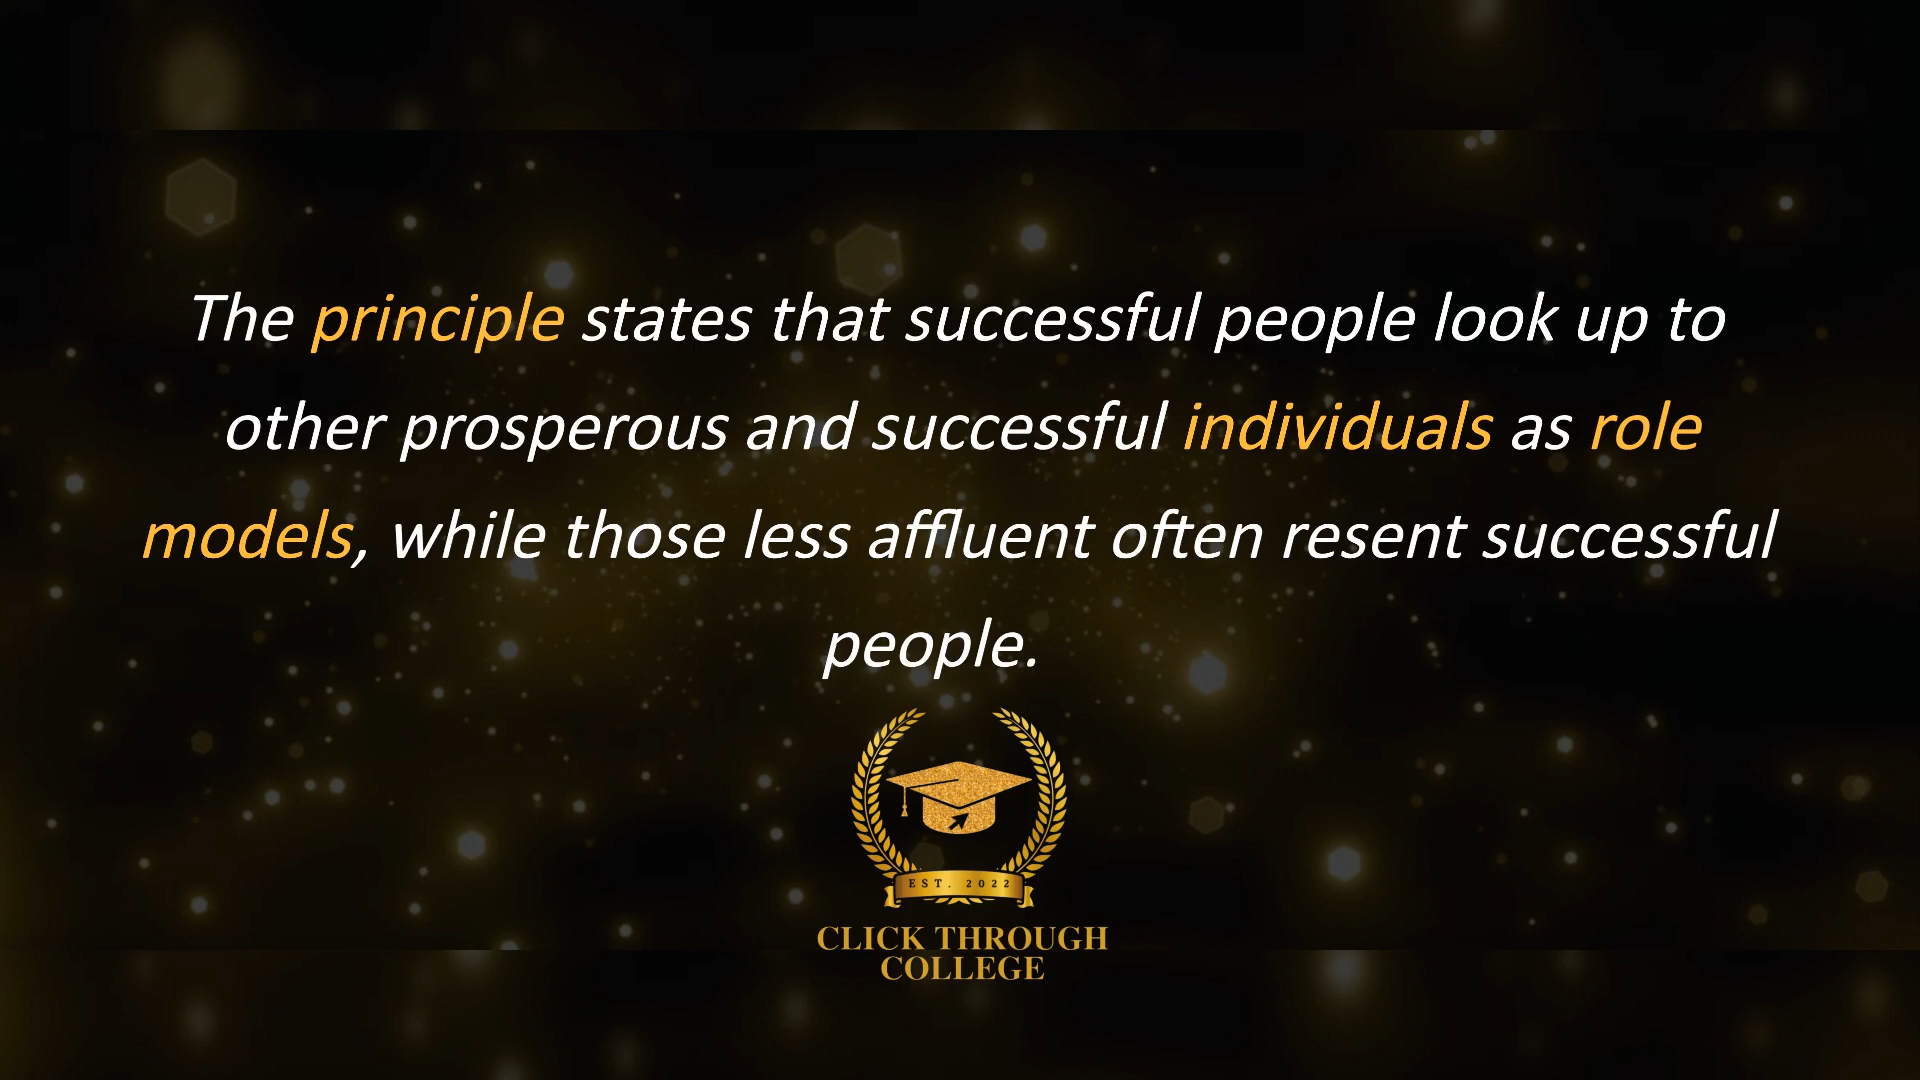 The principle states that successful people look up to
other prosperous and successful individuals as role
models, while those less affluent often resent successful
people.
EST. 2022
CLICK THROUGH
COLLEGE